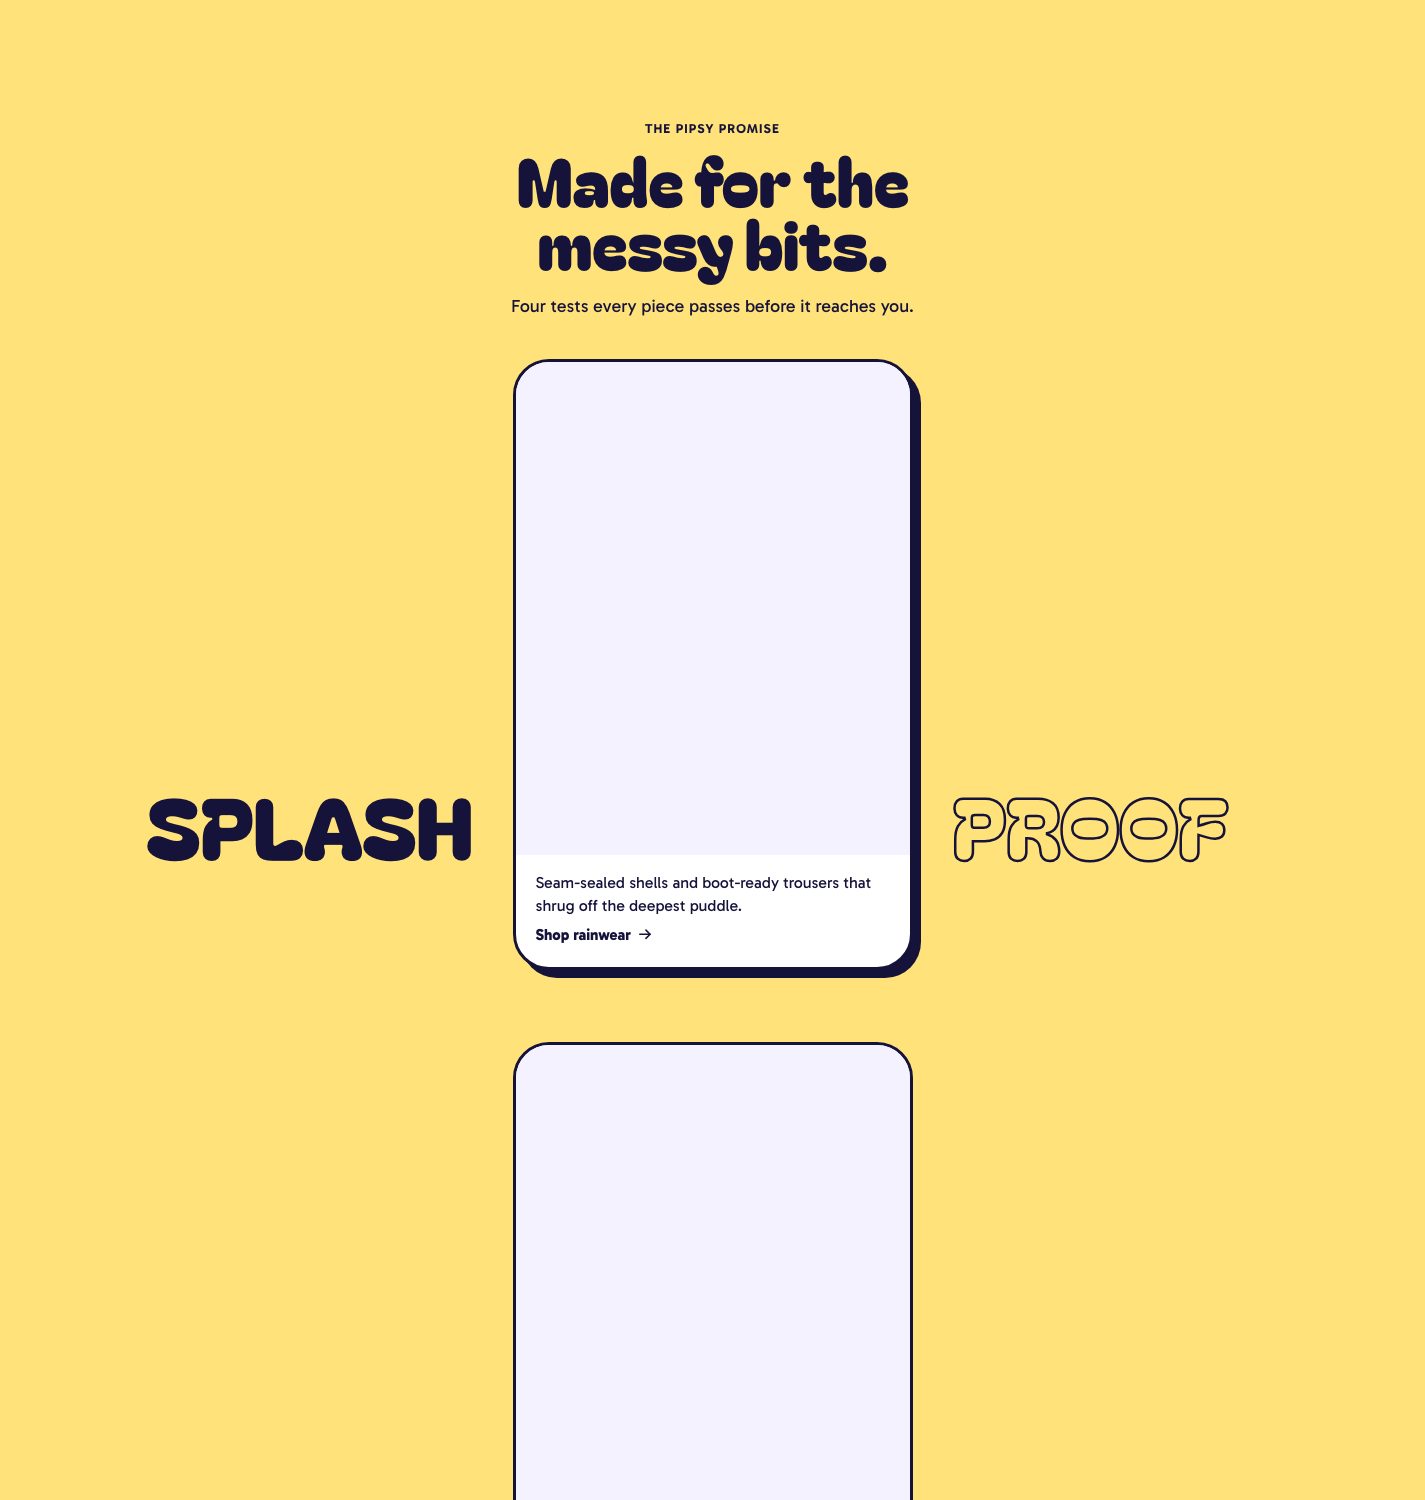 THE PIPSY PROMISE
Made for the
messy bits.
Four tests every piece passes before it reaches you.
SPLASH
PROOF
Seam-sealed shells and boot-ready trousers that
shrug off the deepest puddle.
Shop rainwear →